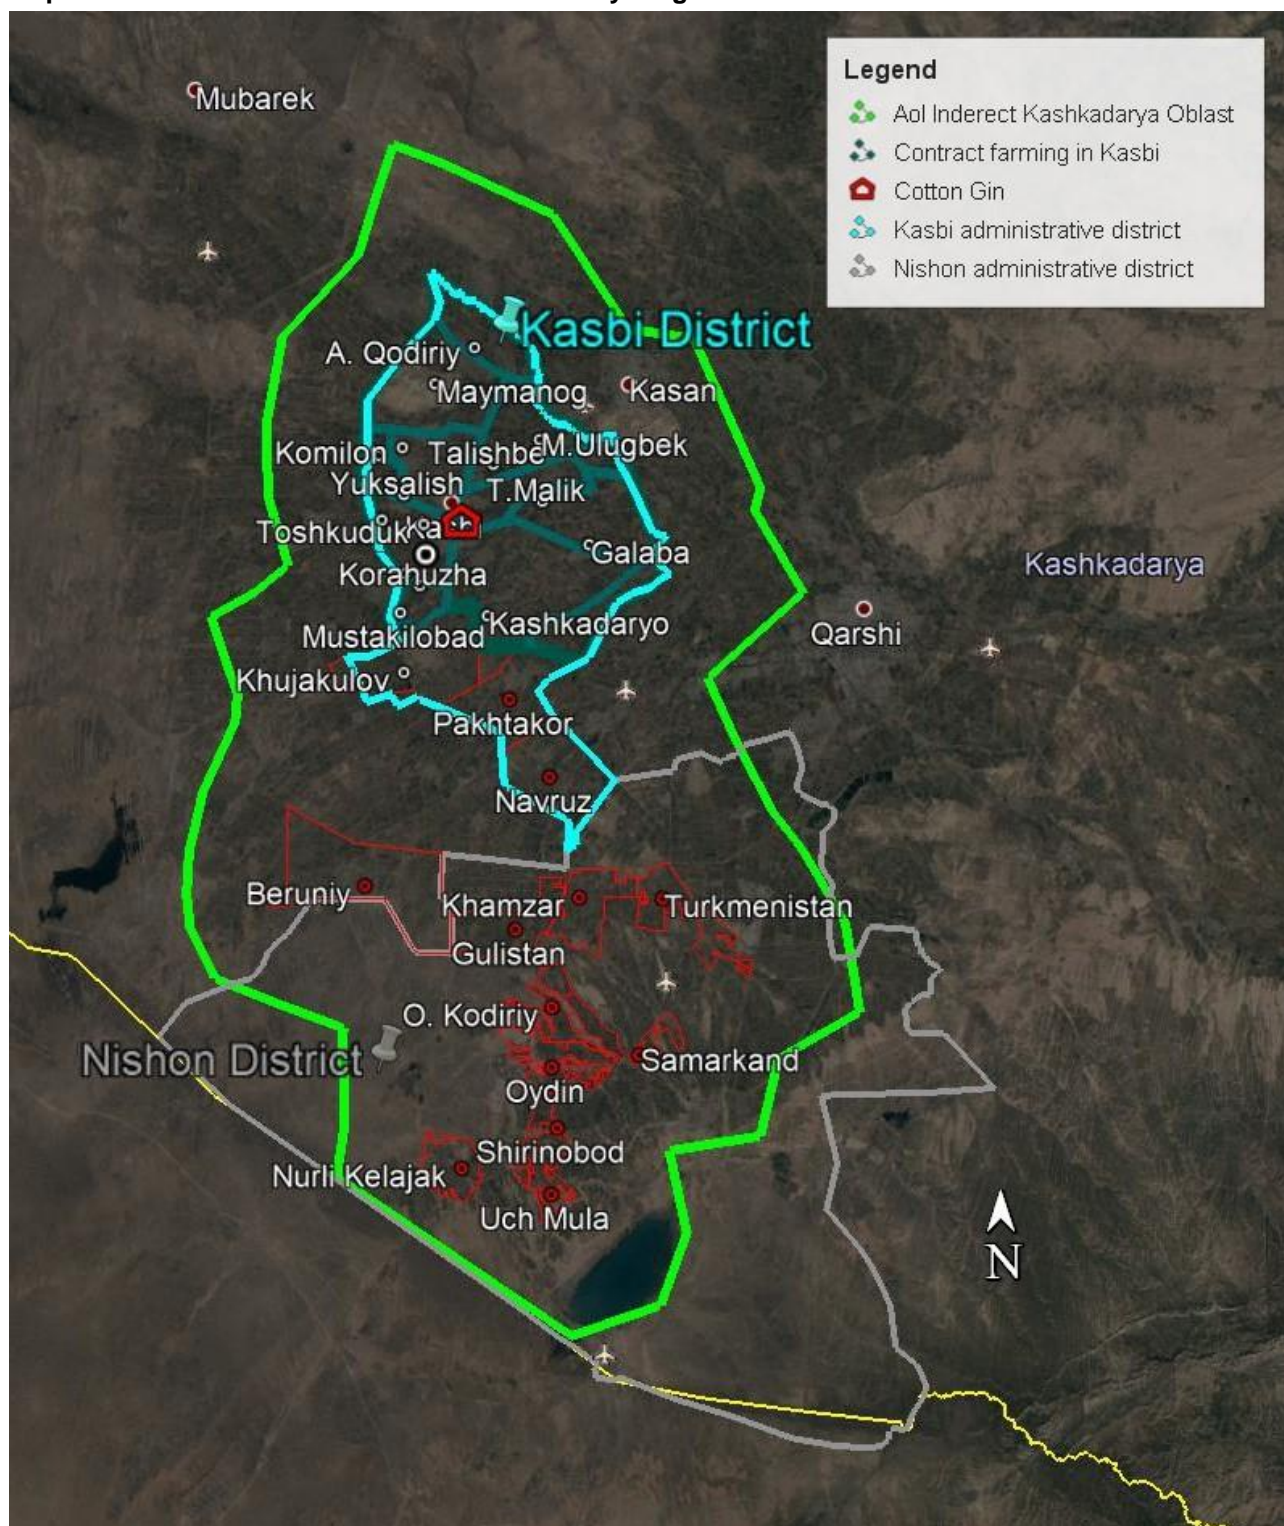 Mubarek
Legend
AoI Inderect Kashkadarya Oblast
Contract farming in Kasbi
Cotton Gin
Kasbi administrative district
Nishon administrative district
Kasbi District
A. Qodiriy
Maymanog
Kasan
Komilon
Talishbe
M.Ulugbek
Yuksalish
T.Malik
Toshkuduk
Galaba
Korahuzha
Kashkadarya
Mustakilobad
Kashkadaryo
Qarshi
Khujakulov
Pakhtakor
Navruz
Beruniy
Khamzar
Turkmenistan
Gulistan
O. Kodiriy
Nishon District
Samarkand
Oydin
Shirinobod
Nurli Kelajak
Uch Mula
N